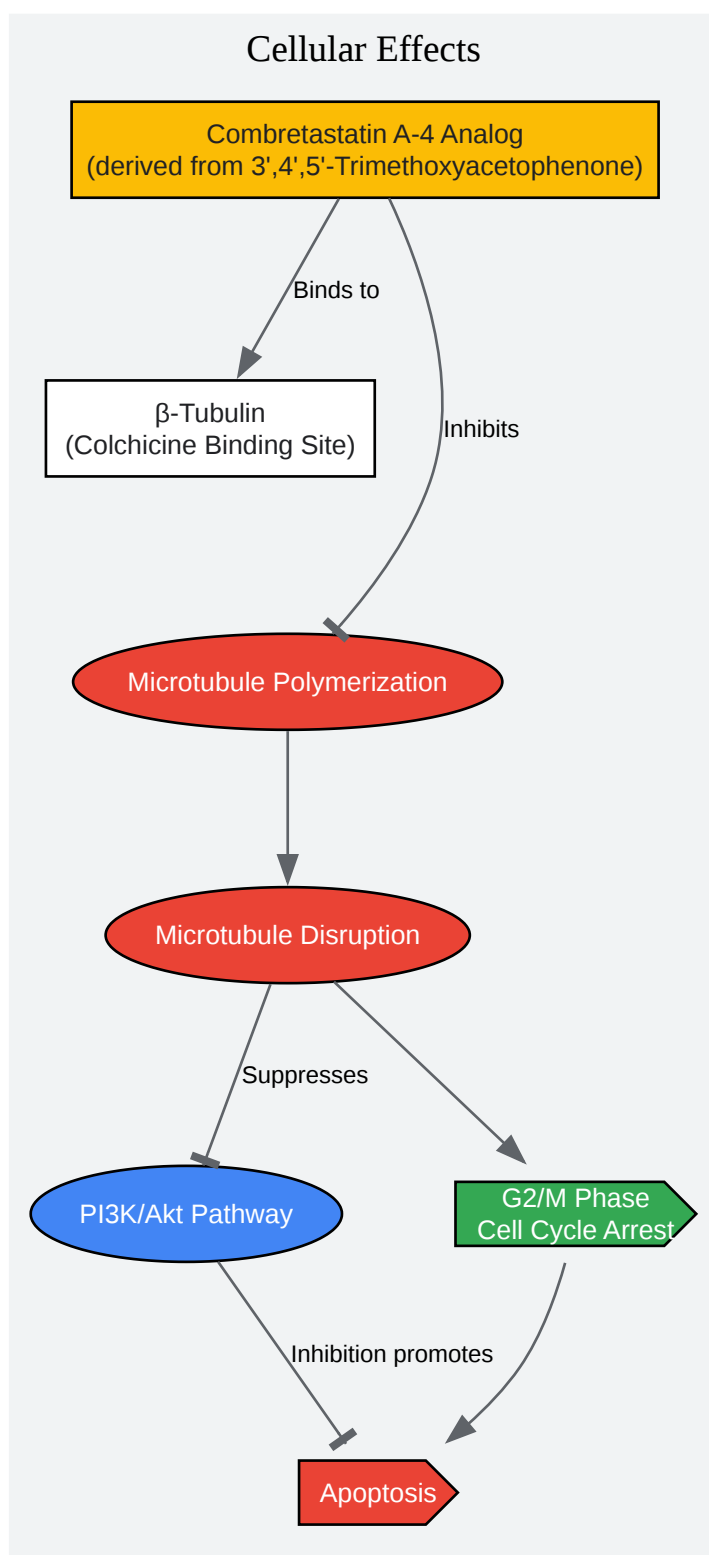 Cellular Effects
Combretastatin A-4 Analog
(derived from 3',4',5'-Trimethoxyacetophenone)
Binds to
β-Tubulin
(Colchicine Binding Site)
Inhibits
Microtubule Polymerization
Microtubule Disruption
Suppresses
PI3K/Akt Pathway
G2/M Phase
Cell Cycle Arrest
Inhibition promotes
Apoptosis